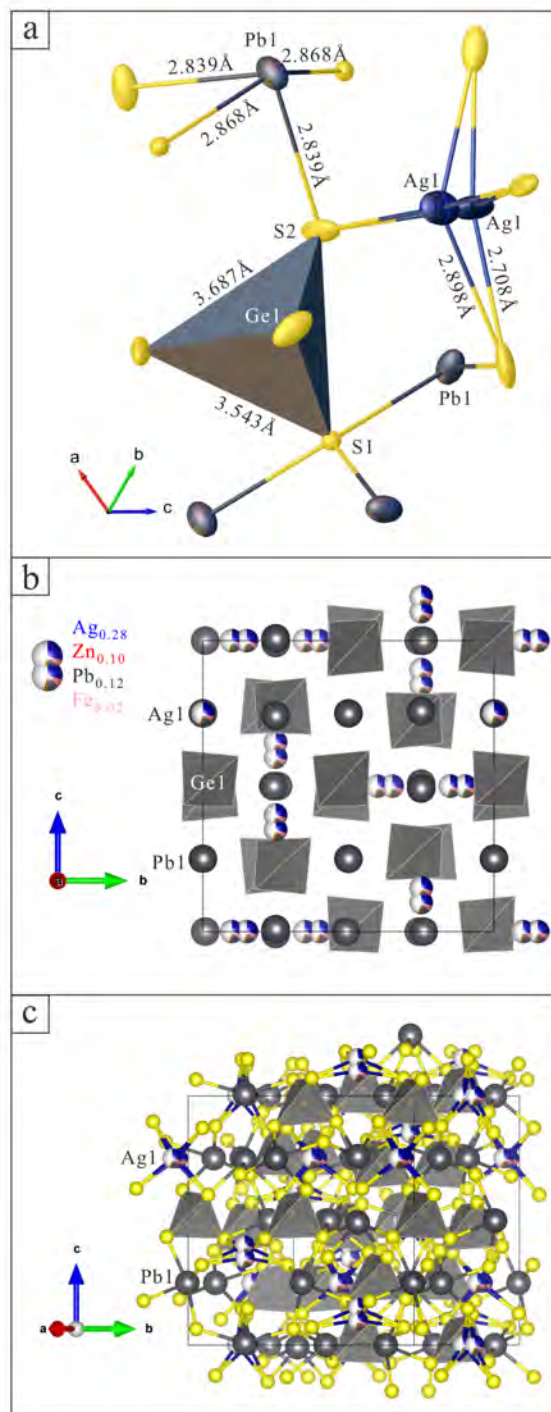 a
Pb1
2.839Å
2.868Å
2.868Å
2.839Å
Ag1
S2
Ag1
3.687Å
2.898Å
2.708Å
Ge1
3.543Å
Pb1
S1
a
b
c
b
Ag0.28
Zn0.10
Pb0.12
Fe0.02
Ag1
Ge1
c
Pb1
b
c
Ag1
c
Pb1
a
b